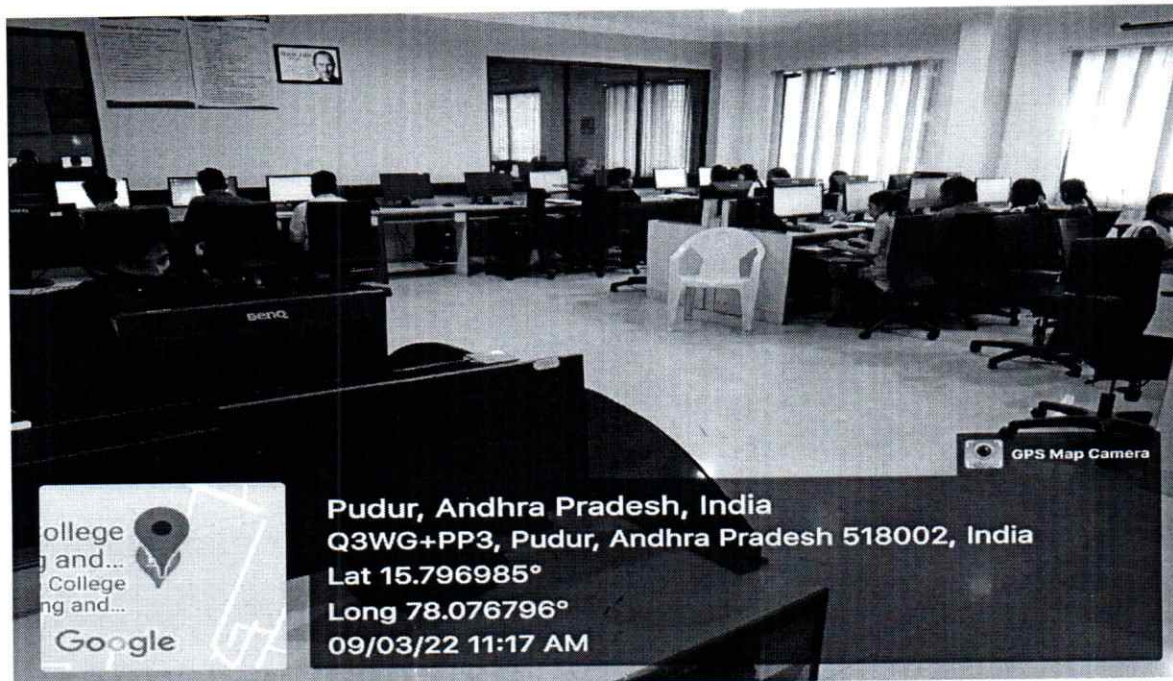 BenQ
GPS Map Camera
ollege
g and...
College
ng and...
Google
Pudur, Andhra Pradesh, India
Q3WG+PP3, Pudur, Andhra Pradesh 518002, India
Lat 15.796985°
Long 78.076796°
09/03/22 11:17 AM